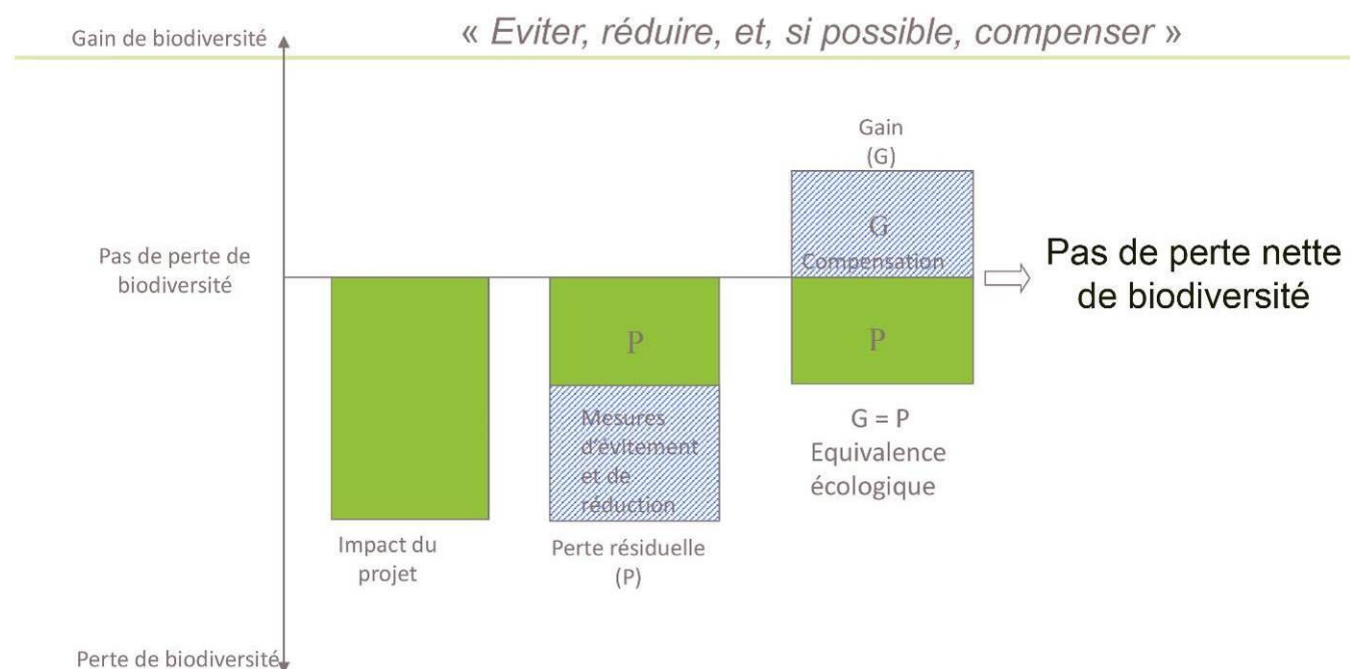 « Eviter, réduire, et, si possible, compenser »
Gain de biodiversité
Gain
(G)
G
Compensation
Pas de perte de
biodiversité
Pas de perte nette
de biodiversité
P
P
Mesures
d'évitement
et de
réduction
G = P
Equivalence
écologique
Impact du
projet
Perte résiduelle
(P)
Perte de biodiversité